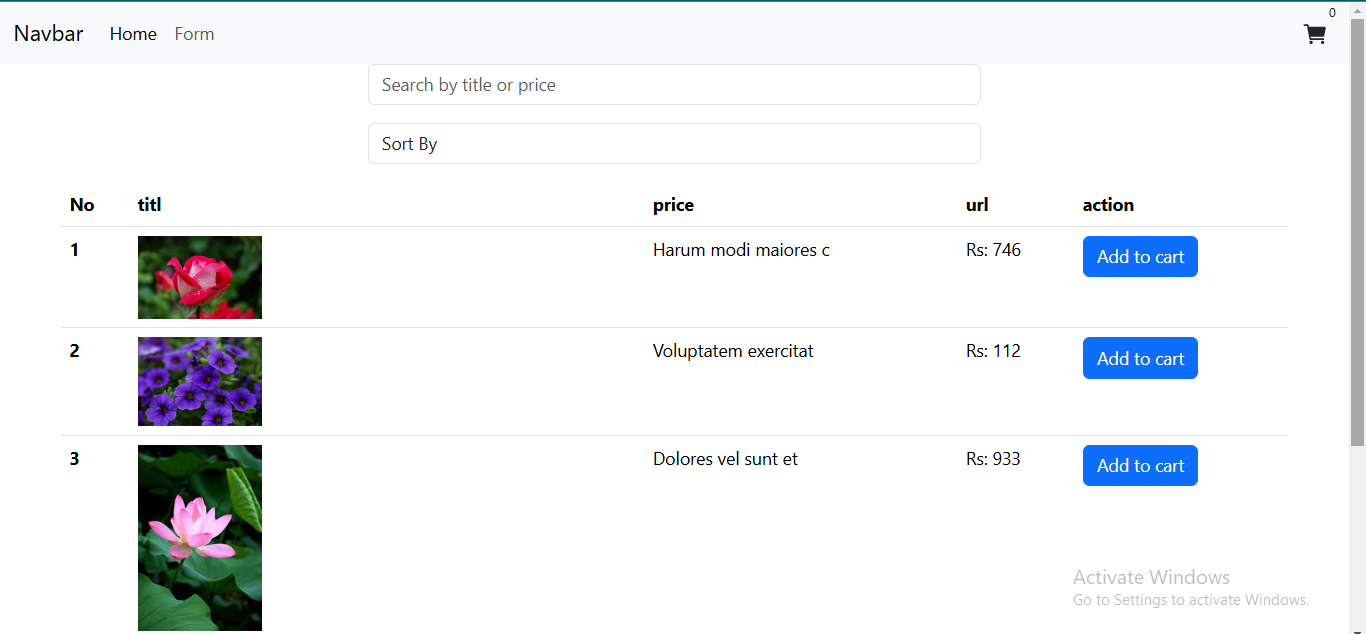 Navbar Home Form 0
Search by title or price
Sort By
No titl price url action
1 Harum modi maiores c Rs: 746 Add to cart
2 Voluptatem exercitat Rs: 112 Add to cart
3 Dolores vel sunt et Rs: 933 Add to cart
Activate Windows
Go to Settings to activate Windows.